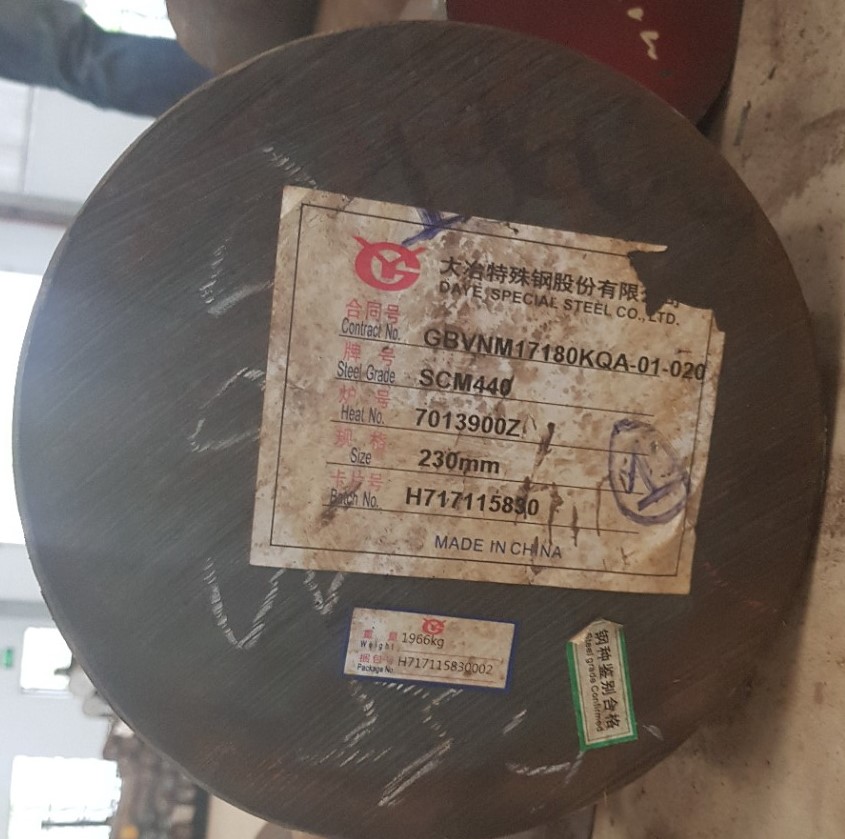 大冶特殊钢股份有限
DAYE SPECIAL STEEL CO.,LTD.
合同号
Contract No. GBVNM17180KQA-01-020
牌号
Steel Grade SCM440
炉号
Heat No. 7013900Z
规格
Size 230mm
卡片号
Batch No. H717115830
MADE IN CHINA
重量
Weight 1966kg
捆包号
Package No. H717115830002
钢种鉴别合格
Steel grade Confirmed